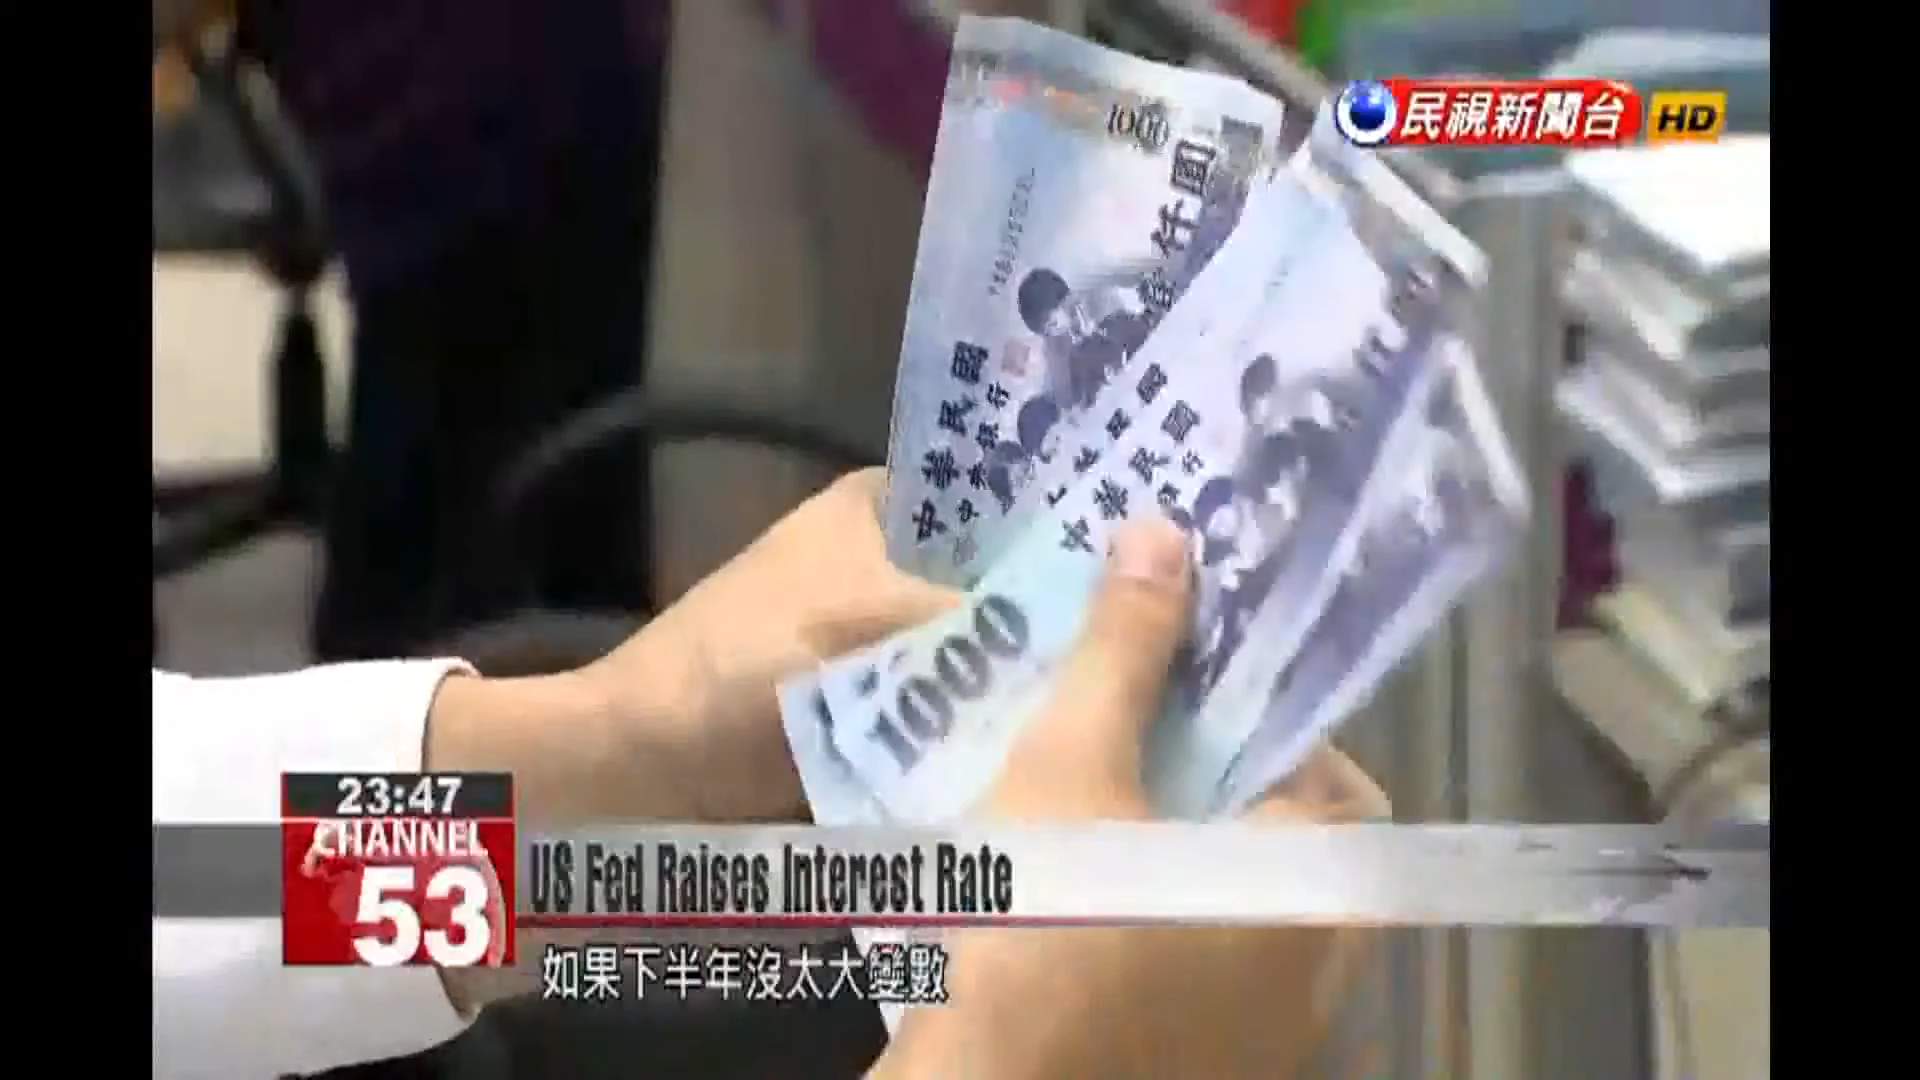 民視新聞台 HD
1000
圓仟壹
中華民國
中央銀行
中華民國
1000
23:47
CHANNEL
53
US Fed Raises Interest Rate
如果下半年沒太大變數